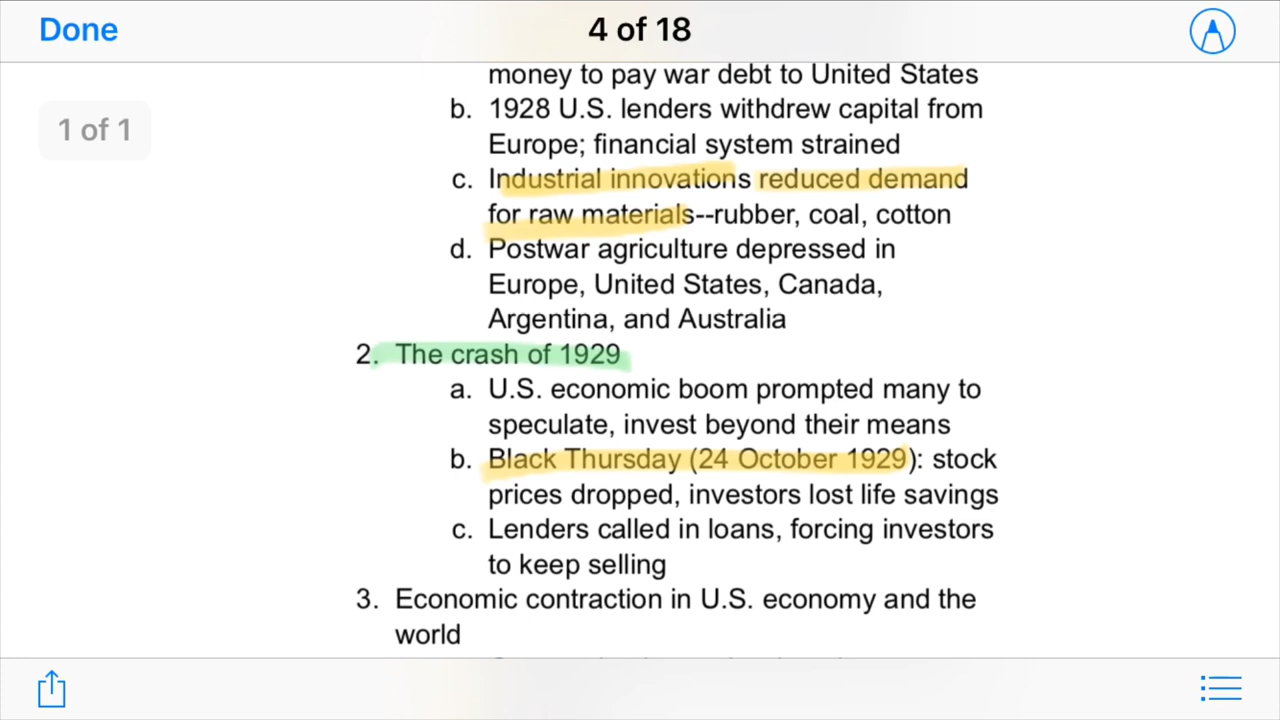 Done
4 of 18
1 of 1
money to pay war debt to United States
b. 1928 U.S. lenders withdrew capital from
Europe; financial system strained
c. Industrial innovations reduced demand
for raw materials--rubber, coal, cotton
d. Postwar agriculture depressed in
Europe, United States, Canada,
Argentina, and Australia
2. The crash of 1929
a. U.S. economic boom prompted many to
speculate, invest beyond their means
b. Black Thursday (24 October 1929): stock
prices dropped, investors lost life savings
c. Lenders called in loans, forcing investors
to keep selling
3. Economic contraction in U.S. economy and the
world